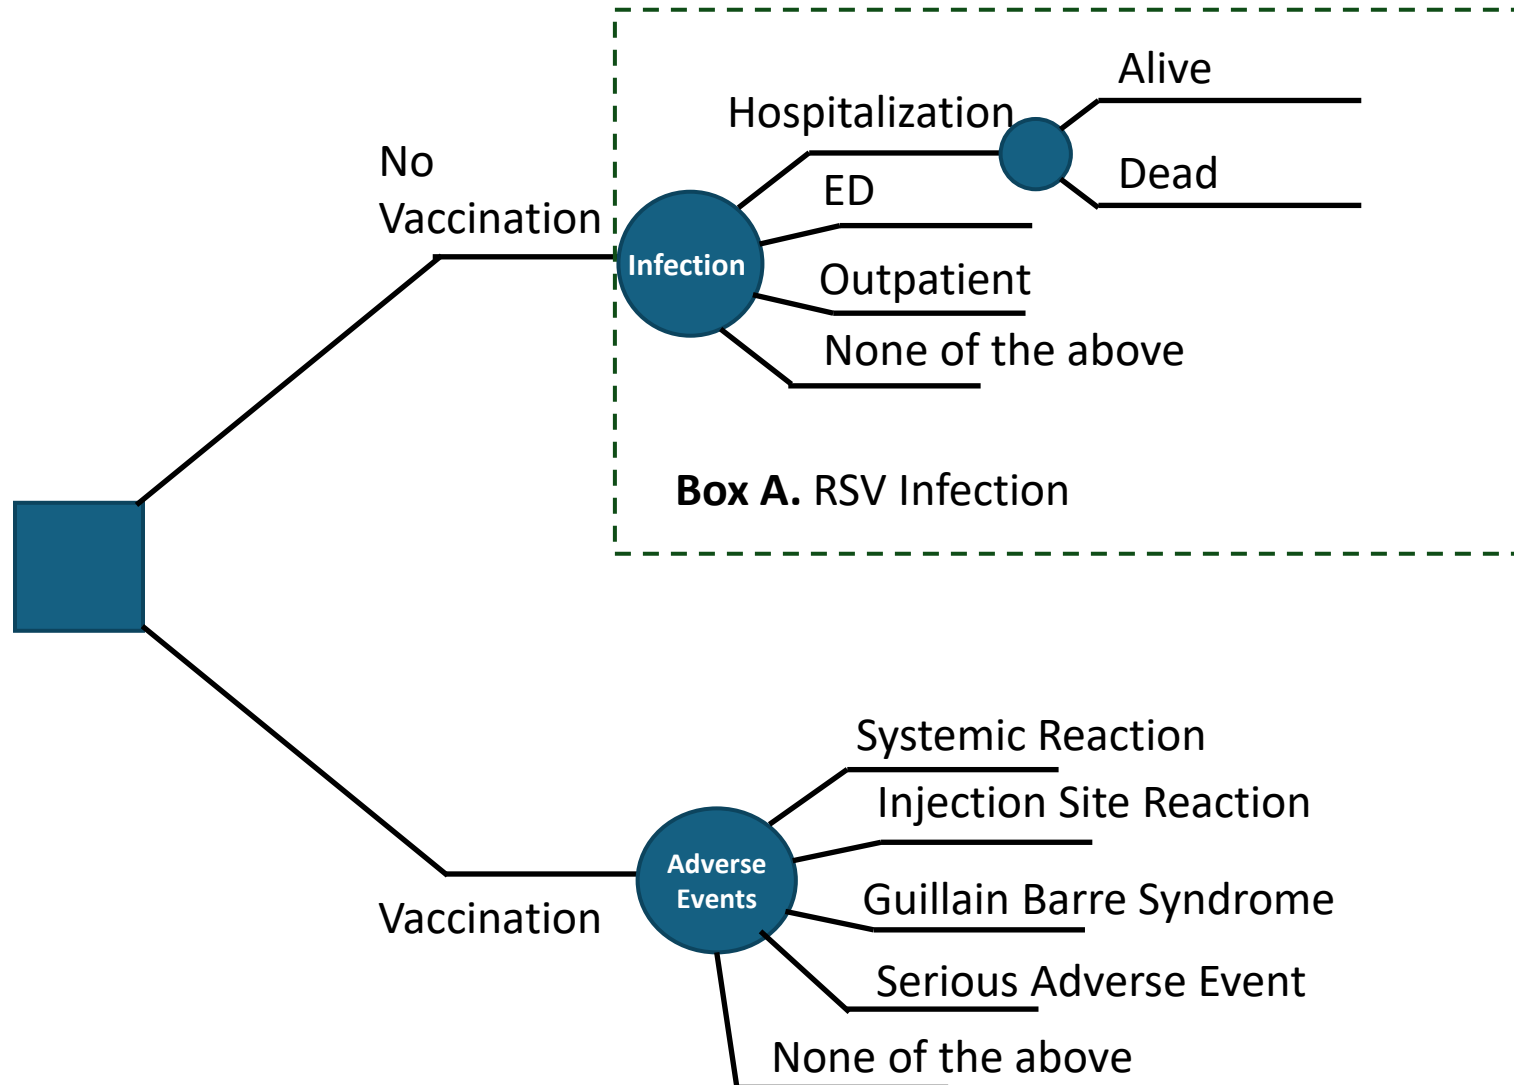 Alive
Hospitalization
Dead
No
Vaccination
ED
Infection
Outpatient
None of the above
Box A. RSV Infection
Systemic Reaction
Injection Site Reaction
Adverse
Events
Guillain Barre Syndrome
Vaccination
Serious Adverse Event
None of the above